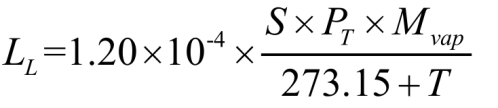 L_L = 1.20 × 10^-4 × (S × P_T × M_vap) / (273.15 + T)